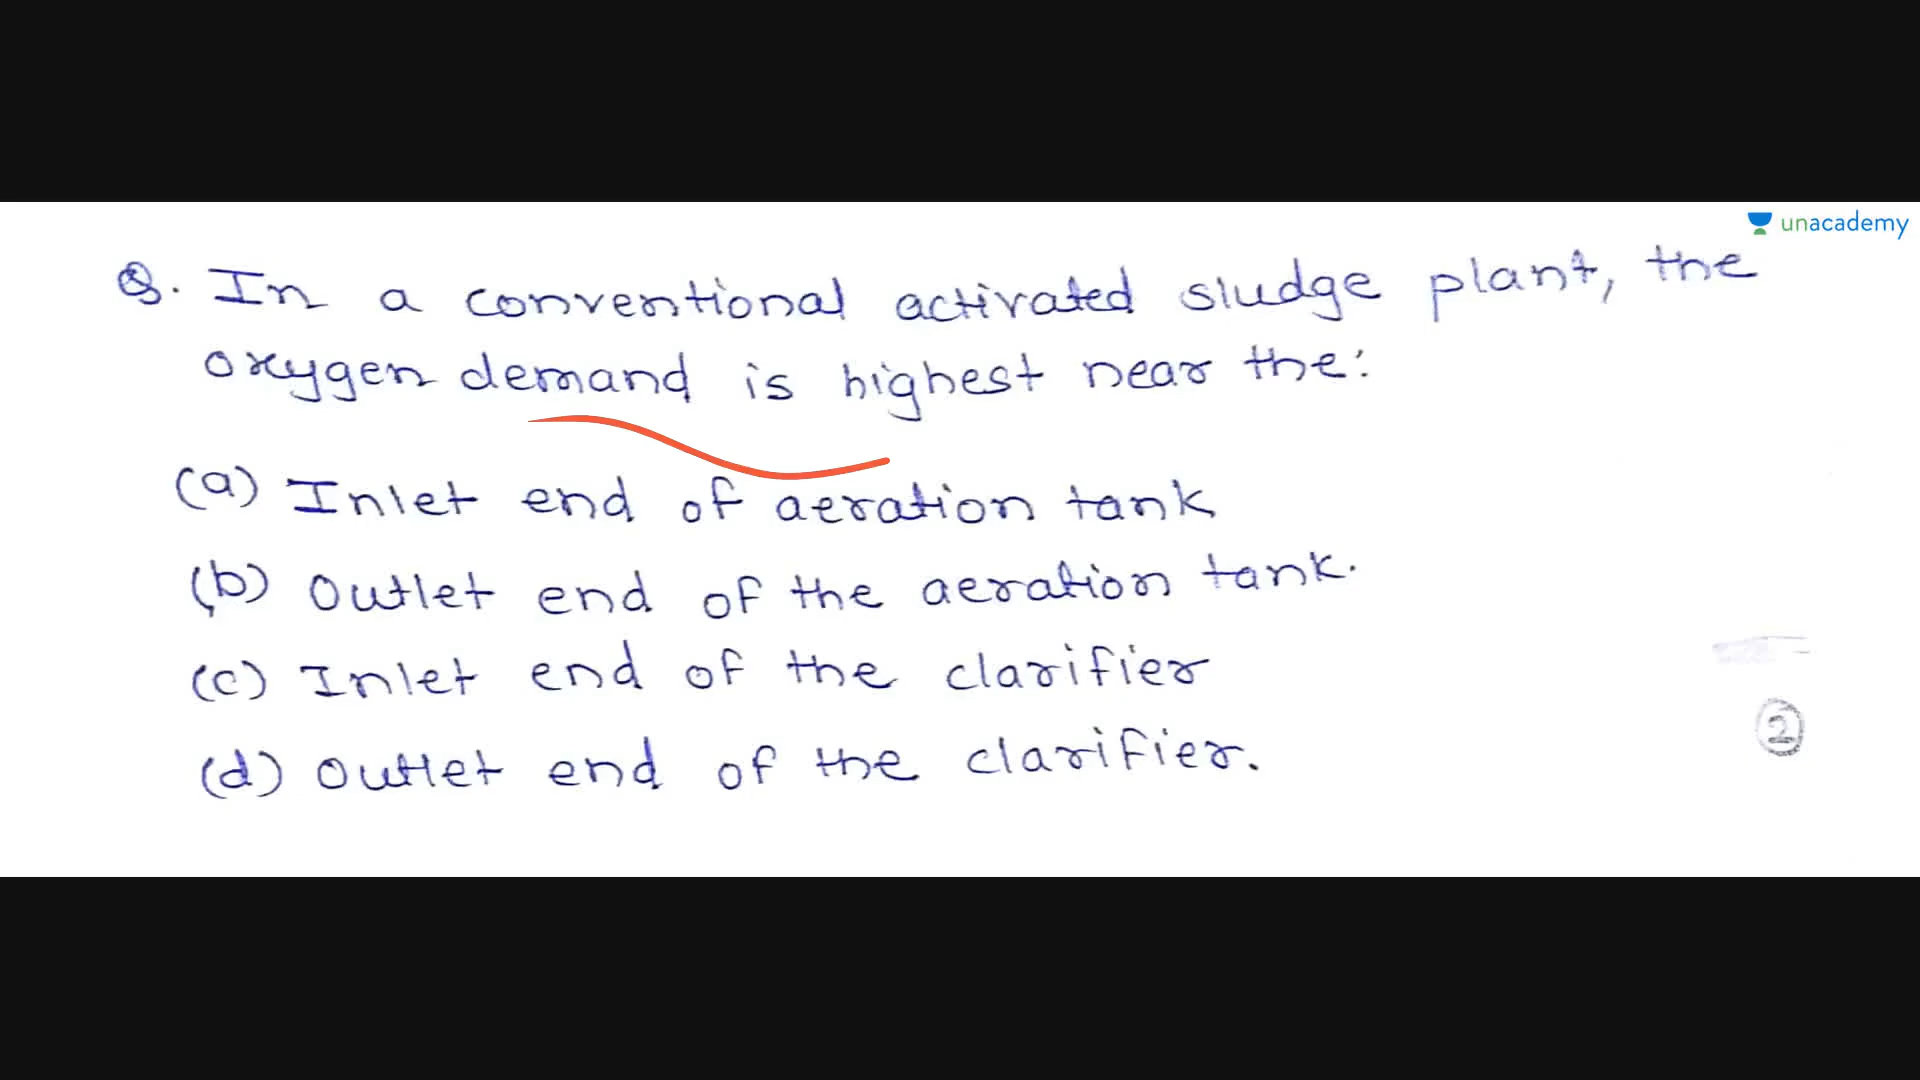 unacademy
Q. In a conventional activated sludge plant, the
oxygen demand is highest near the:
(a) Inlet end of aeration tank
(b) Outlet end of the aeration tank.
(c) Inlet end of the clarifier
(d) Outlet end of the clarifier.
2